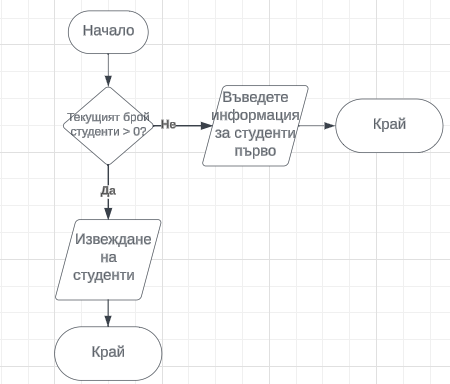 Начало
Текущият брой
студенти > 0?
Не
Въведете
информация
за студенти
първо
Край
Да
Извеждане
на
студенти
Край